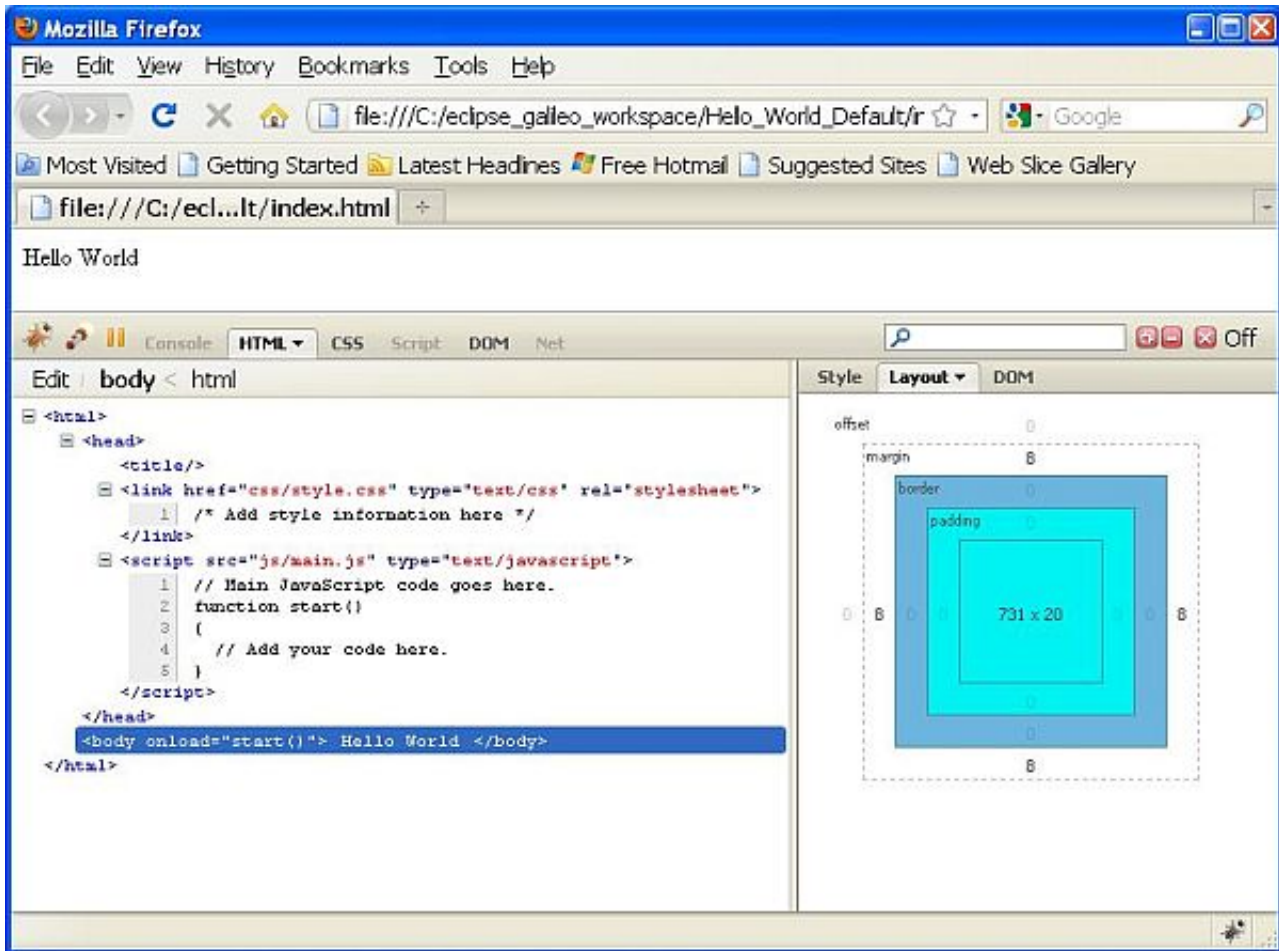 Mozilla Firefox
File Edit View History Bookmarks Tools Help
file:///C:/eclipse_galileo_workspace/Hello_World_Default/ir Google
Most Visited Getting Started Latest Headlines Free Hotmail Suggested Sites Web Slice Gallery
file:///C:/ecl...lt/index.html
Hello World
Console HTML CSS Script DOM Net Off
Edit body < html
Style Layout DOM
<html>
<head>
<title/>
<link href="css/style.css" type="text/css" rel="stylesheet">
1 /* Add style information here */
</link>
<script src="js/main.js" type="text/javascript">
1 // Main JavaScript code goes here.
2 function start()
3 {
4 // Add your code here.
5 }
</script>
</head>
<body onload="start()"> Hello World </body>
</html>
offset 0
margin 8
border 0
padding 0
0 8 0 0 731 x 20 0 0 8 0
0
0
8